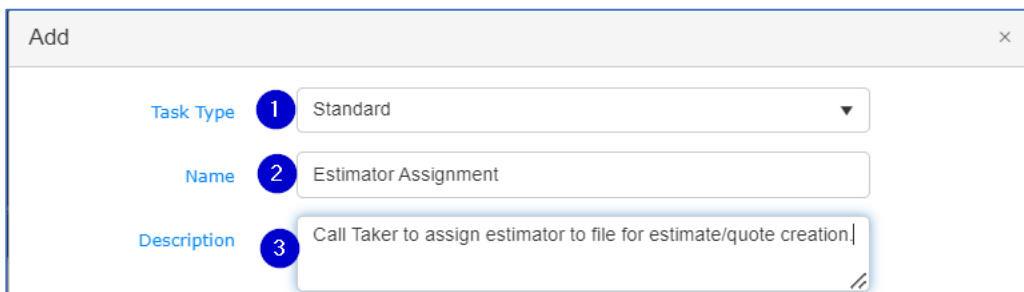 Add ×
Task Type 1 Standard
Name 2 Estimator Assignment
Description 3 Call Taker to assign estimator to file for estimate/quote creation.